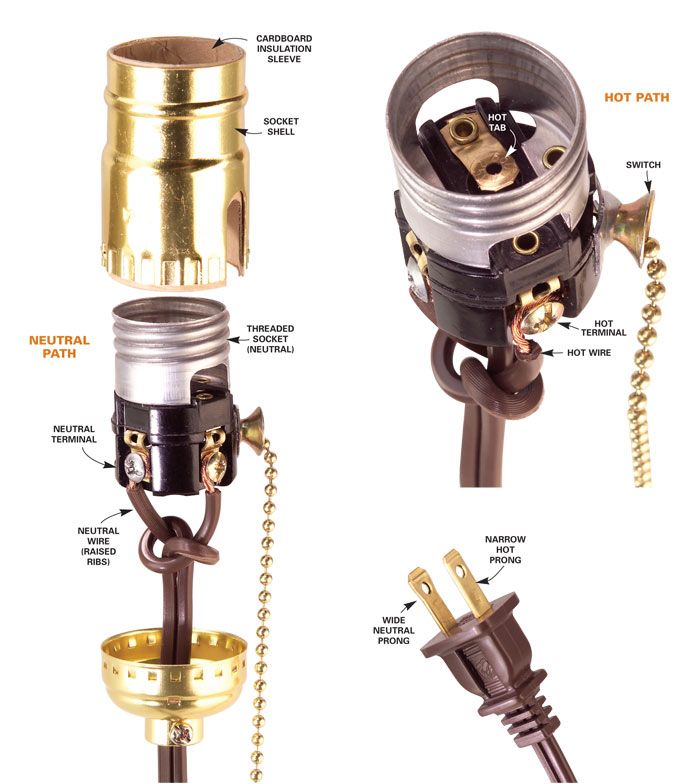 CARDBOARD
INSULATION
SLEEVE
SOCKET
SHELL
NEUTRAL
PATH
THREADED
SOCKET
(NEUTRAL)
NEUTRAL
TERMINAL
NEUTRAL
WIRE
(RAISED
RIBS)
HOT PATH
HOT
TAB
SWITCH
HOT
TERMINAL
HOT WIRE
NARROW
HOT
PRONG
WIDE
NEUTRAL
PRONG